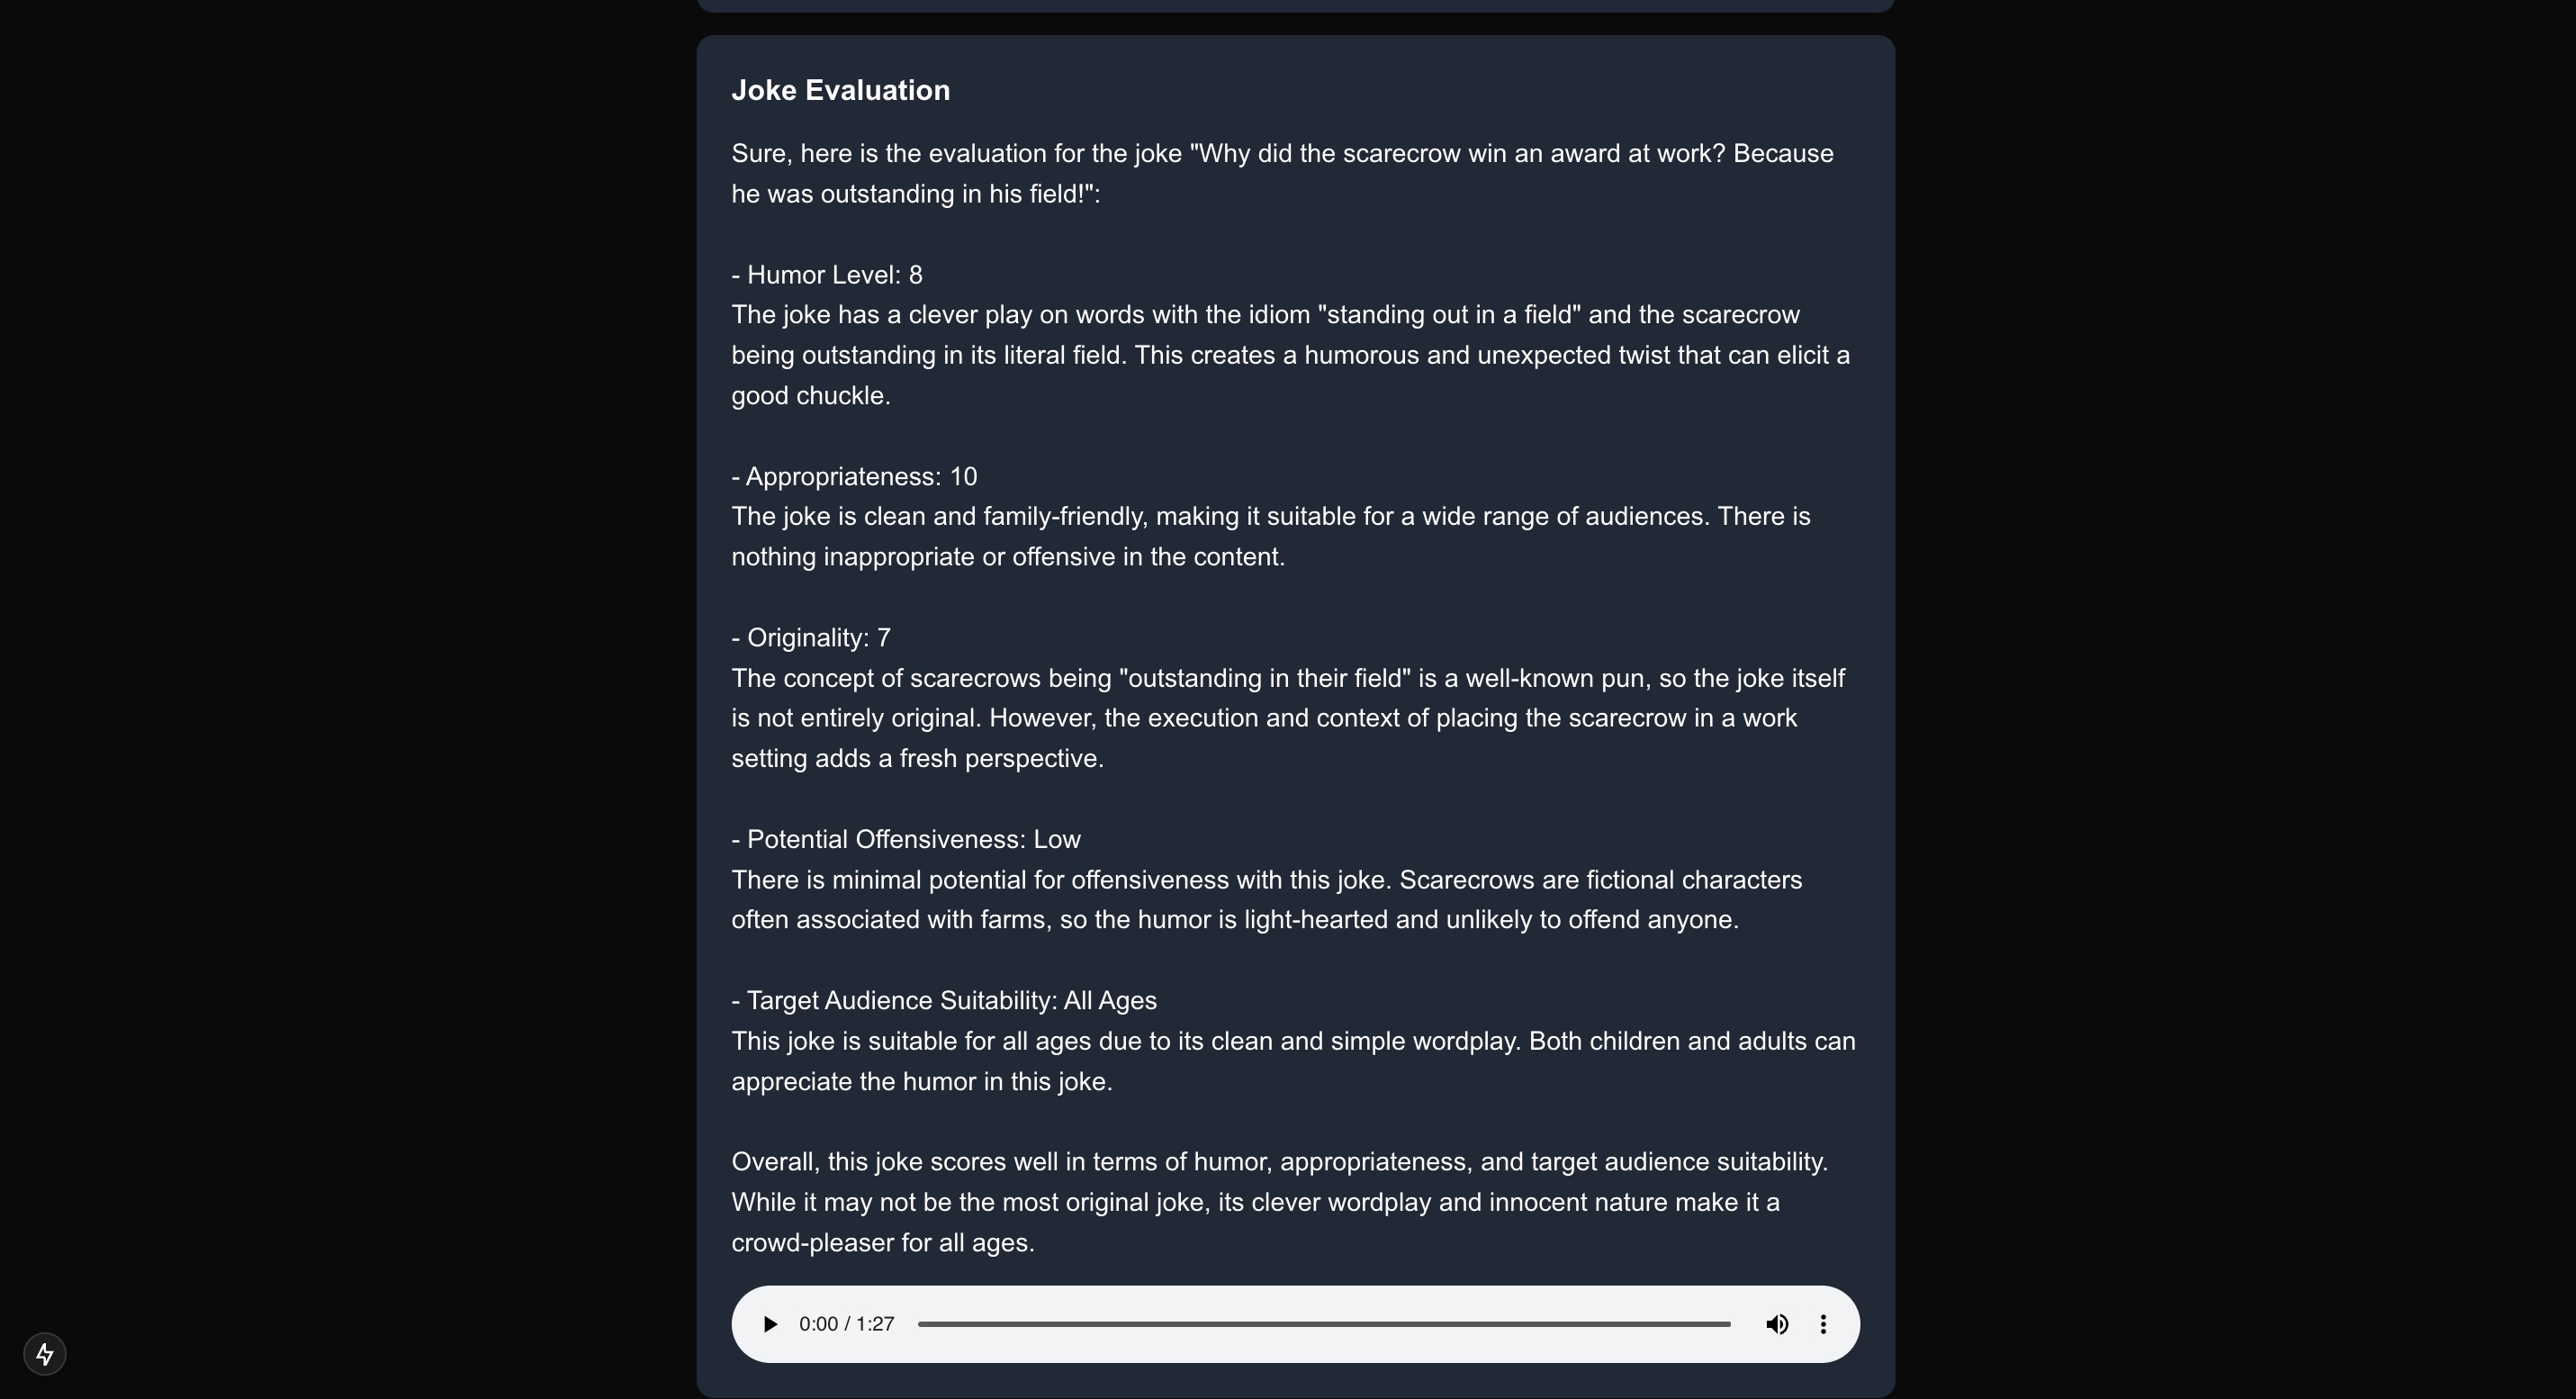 Joke Evaluation
Sure, here is the evaluation for the joke "Why did the scarecrow win an award at work? Because
he was outstanding in his field!":
- Humor Level: 8
The joke has a clever play on words with the idiom "standing out in a field" and the scarecrow
being outstanding in its literal field. This creates a humorous and unexpected twist that can elicit a
good chuckle.
- Appropriateness: 10
The joke is clean and family-friendly, making it suitable for a wide range of audiences. There is
nothing inappropriate or offensive in the content.
- Originality: 7
The concept of scarecrows being "outstanding in their field" is a well-known pun, so the joke itself
is not entirely original. However, the execution and context of placing the scarecrow in a work
setting adds a fresh perspective.
- Potential Offensiveness: Low
There is minimal potential for offensiveness with this joke. Scarecrows are fictional characters
often associated with farms, so the humor is light-hearted and unlikely to offend anyone.
- Target Audience Suitability: All Ages
This joke is suitable for all ages due to its clean and simple wordplay. Both children and adults can
appreciate the humor in this joke.
Overall, this joke scores well in terms of humor, appropriateness, and target audience suitability.
While it may not be the most original joke, its clever wordplay and innocent nature make it a
crowd-pleaser for all ages.
0:00 / 1:27